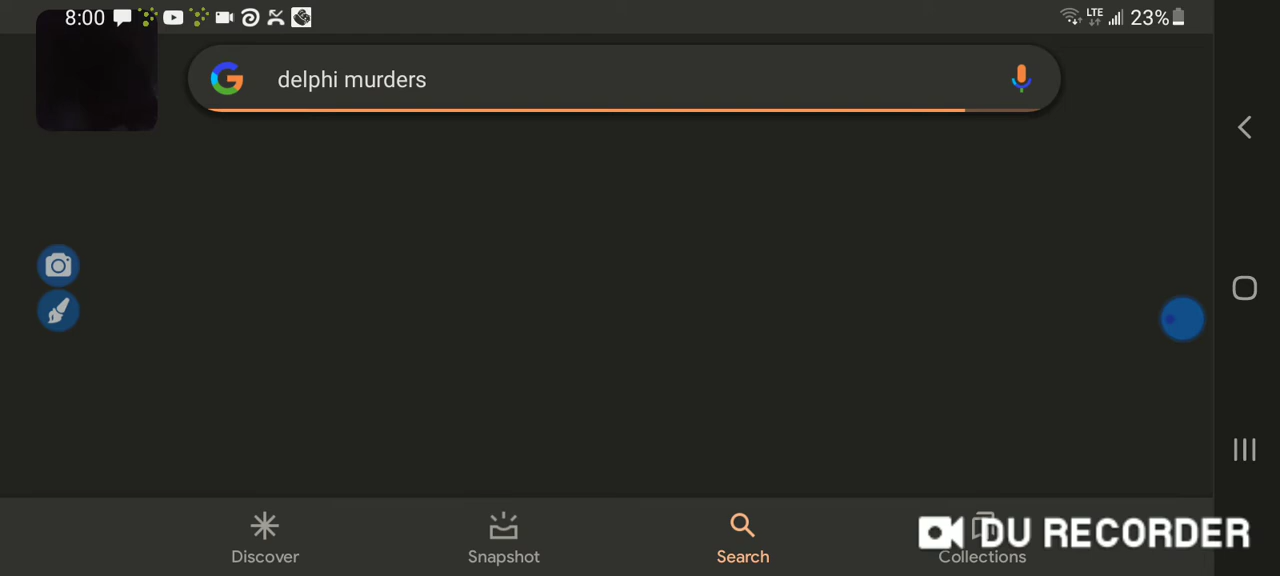 8:00
LTE
23%
delphi murders
Discover
Snapshot
Search
Collections
DU RECORDER